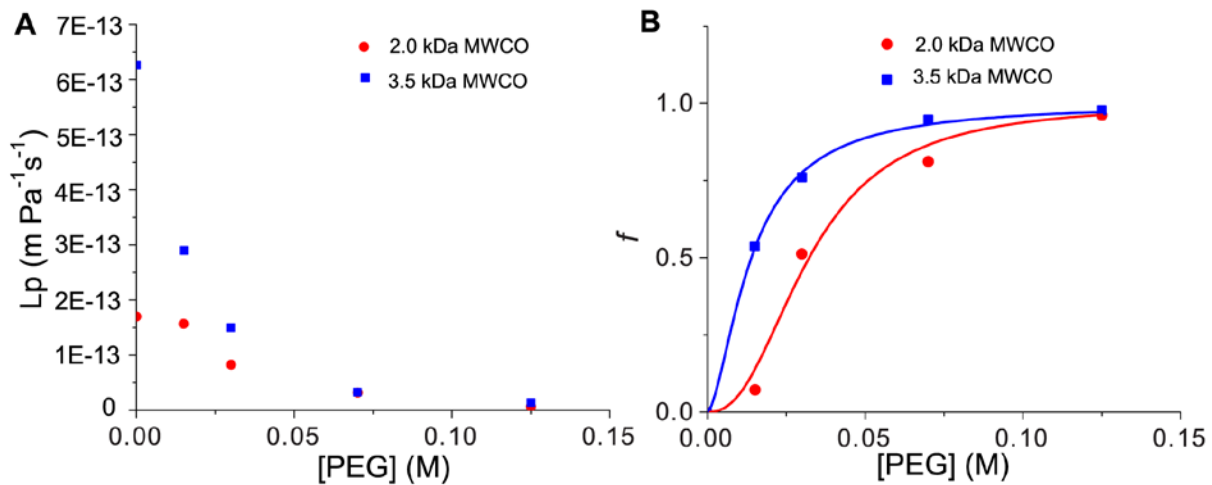 A
Lp (m Pa⁻¹s⁻¹)
7E-13
6E-13
5E-13
4E-13
3E-13
2E-13
1E-13
0
2.0 kDa MWCO
3.5 kDa MWCO
0.00 0.05 0.10 0.15
[PEG] (M)
B
f
1.0
0.5
0.0
2.0 kDa MWCO
3.5 kDa MWCO
0.00 0.05 0.10 0.15
[PEG] (M)